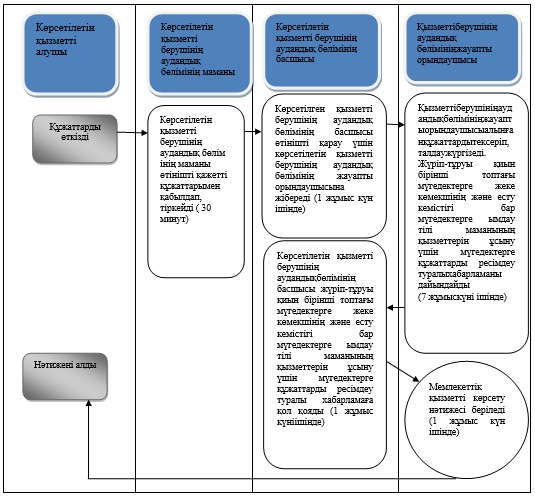 Көрсетілетін
қызметті
алушы
Көрсетілетін
қызметті
берушінің
аудандық
бөлімінің маманы
Көрсетілетін
қызметті берушінің
аудандық бөлімінің
басшысы
Қызметтіберушінің
аудандық
бөлімініңжауапты
орындаушысы
Құжаттарды
өткізді
Көрсетілетін
қызметті
берушінің
аудандық бөлім
інің маманы
өтінішті қажетті
құжаттарымен
қабылдап,
тіркейді ( 30
минут)
Көрсетілген қызметті
берушінің аудандық
бөлімінің басшысы
өтінішті қарау үшін
көрсетілетін қызметті
берушінің аудандық
бөлімінің жауапты
орындаушысына
жібереді (1 жұмыс күн
ішінде)
Қызметтіберушініңауд
андықбөлімініңжауапт
ыорындаушысыалынға
нқұжаттардытексеріп,
талдаужүргізеді.
Жүріп-тұруы қиын
бірінші топтағы
мүгедектерге жеке
көмекшінің және есту
кемістігі бар
мүгедектерге ымдау
тілі маманының
қызметтерін ұсыну
үшін мүгедектерге
құжаттарды ресімдеу
туралыхабарламаны
дайындайды
(7 жұмыскүні ішінде)
Көрсетілетін қызметті
берушінің
аудандықбөлімінің
басшысы жүріп-тұруы
қиын бірінші топтағы
мүгедектерге жеке
көмекшінің және есту
кемістігі бар
мүгедектерге ымдау
тілі маманының
қызметтерін ұсыну
үшін мүгедектерге
құжаттарды ресімдеу
туралы хабарламаға
қол қояды (1 жұмыс
күніішінде)
Нәтижені алды
Мемлекеттік
қызметті көрсету
нәтижесі беріледі
(1 жұмыс күн
ішінде)